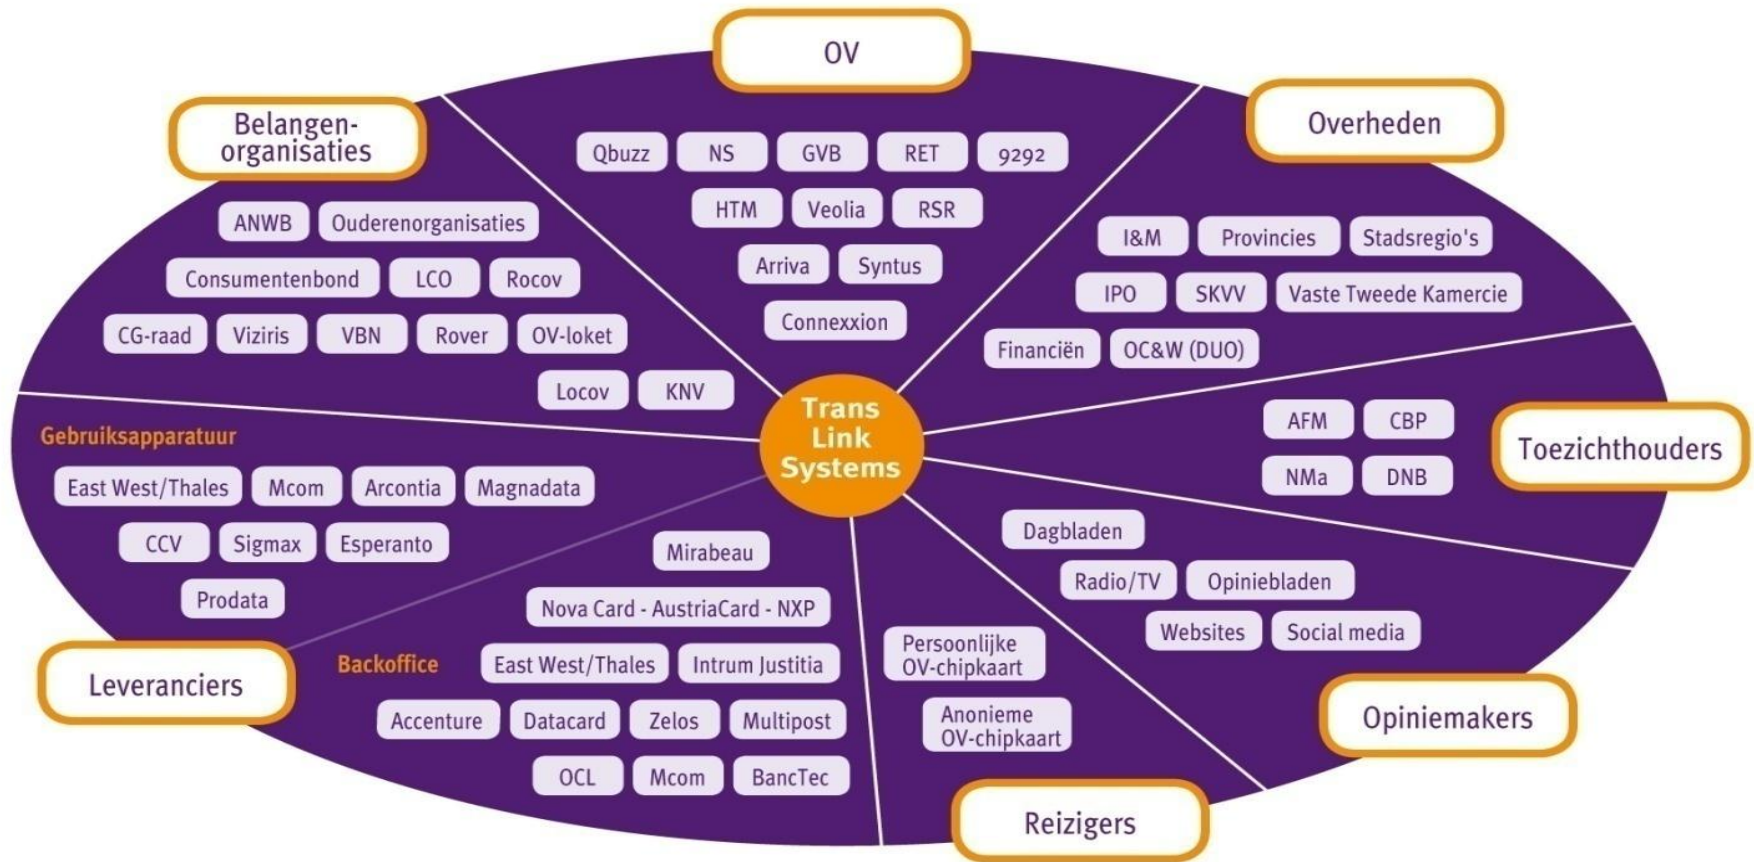 OV
Qbuzz NS GVB RET 9292
HTM Veolia RSR
Arriva Syntus
Connexxion
Overheden
I&M Provincies Stadsregio's
IPO SKVV Vaste Tweede Kamercie
Financiën OC&W (DUO)
Toezichthouders
AFM CBP
NMa DNB
Opiniemakers
Dagbladen
Radio/TV Opiniebladen
Websites Social media
Reizigers
Persoonlijke
OV-chipkaart
Anonieme
OV-chipkaart
Leveranciers
Backoffice
Mirabeau
Nova Card - AustriaCard - NXP
East West/Thales Intrum Justitia
Accenture Datacard Zelos Multipost
OCL Mcom BancTec
Gebruiksapparatuur
East West/Thales Mcom Arcontia Magnadata
CCV Sigmax Esperanto
Prodata
Belangen-
organisaties
ANWB Ouderenorganisaties
Consumentenbond LCO Rocov
CG-raad Viziris VBN Rover OV-loket
Locov KNV
Trans
Link
Systems